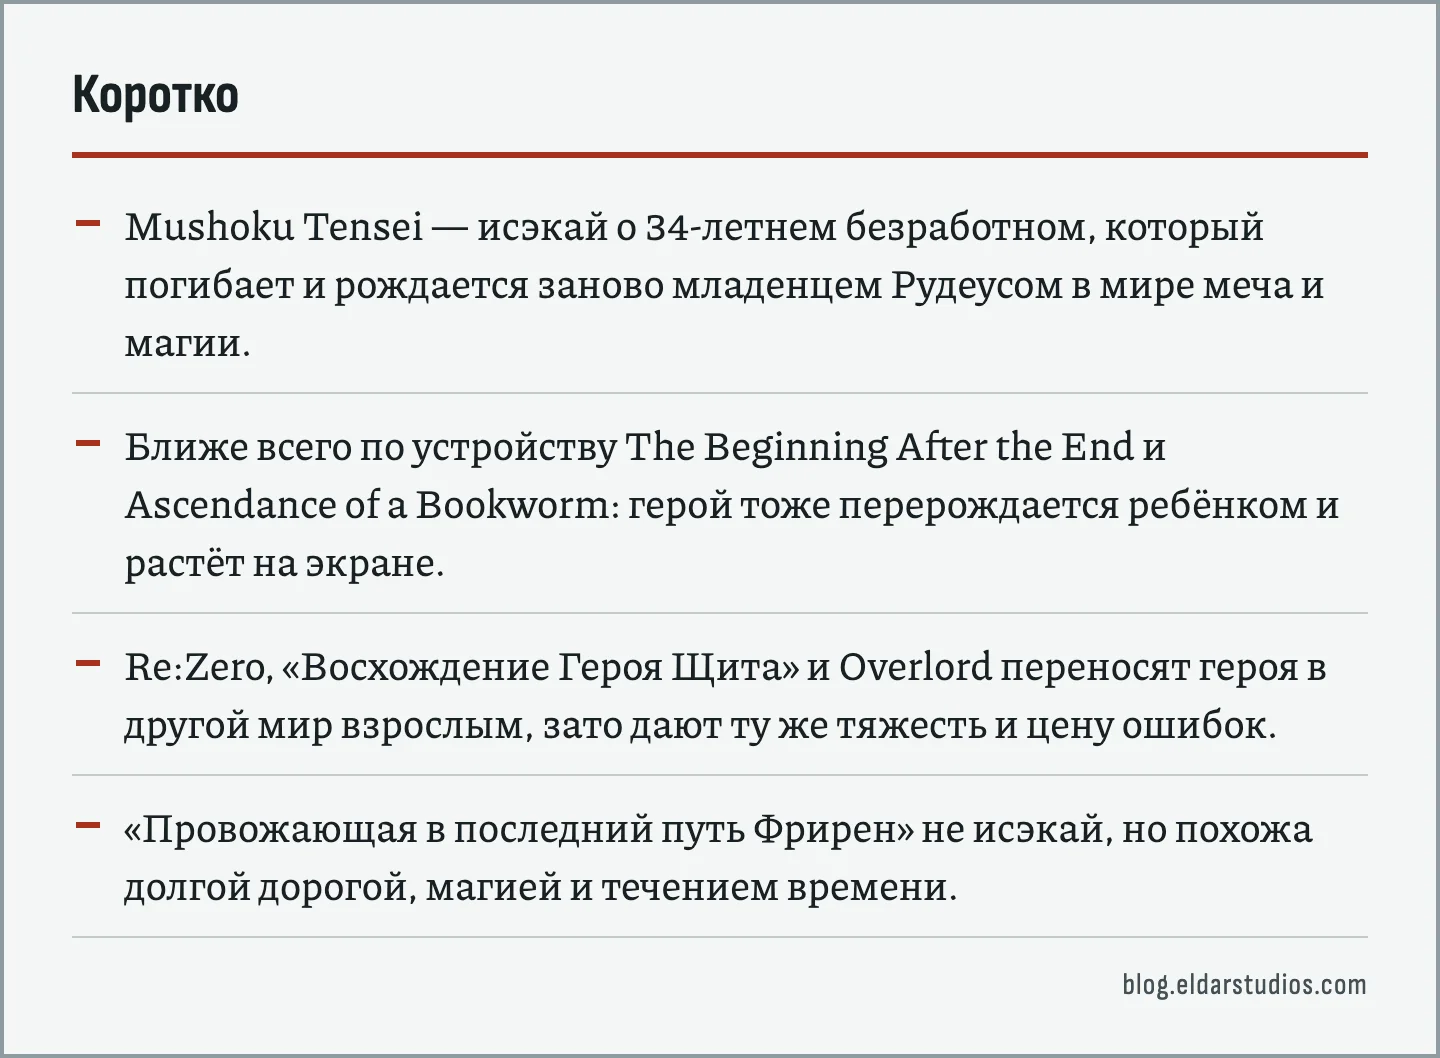 Коротко
Mushoku Tensei — исэкай о 34-летнем безработном, который
погибает и рождается заново младенцем Рудеусом в мире меча и
магии.
Ближе всего по устройству The Beginning After the End и
Ascendance of a Bookworm: герой тоже перерождается ребёнком и
растёт на экране.
Re:Zero, «Восхождение Героя Щита» и Overlord переносят героя в
другой мир взрослым, зато дают ту же тяжесть и цену ошибок.
«Провожающая в последний путь Фрирен» не исэкай, но похожа
долгой дорогой, магией и течением времени.
blog.eldarstudios.com